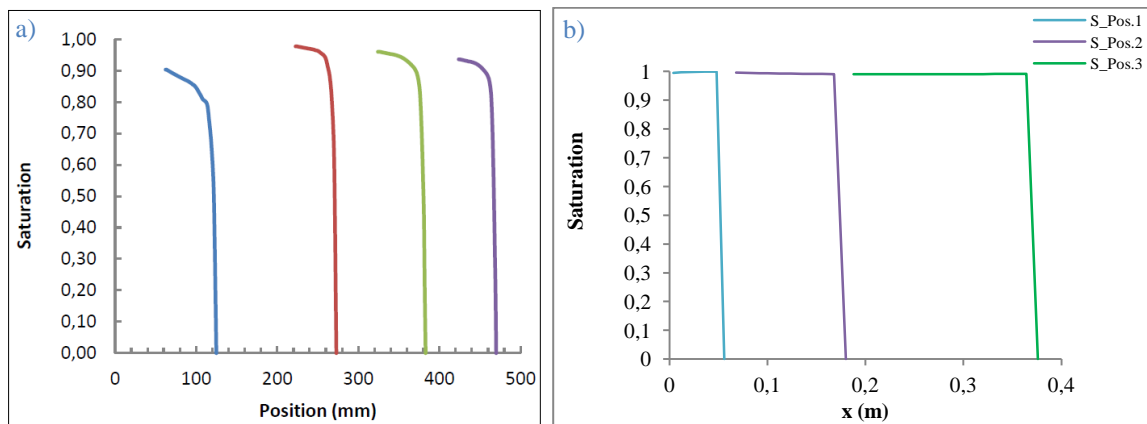 a)
1,00
0,90
0,80
0,70
0,60
0,50
0,40
0,30
0,20
0,10
0,00
Saturation
0 100 200 300 400 500
Position (mm)
b)
S_Pos.1
S_Pos.2
S_Pos.3
1
0,9
0,8
0,7
0,6
0,5
0,4
0,3
0,2
0,1
0
Saturation
0 0,1 0,2 0,3 0,4
x (m)